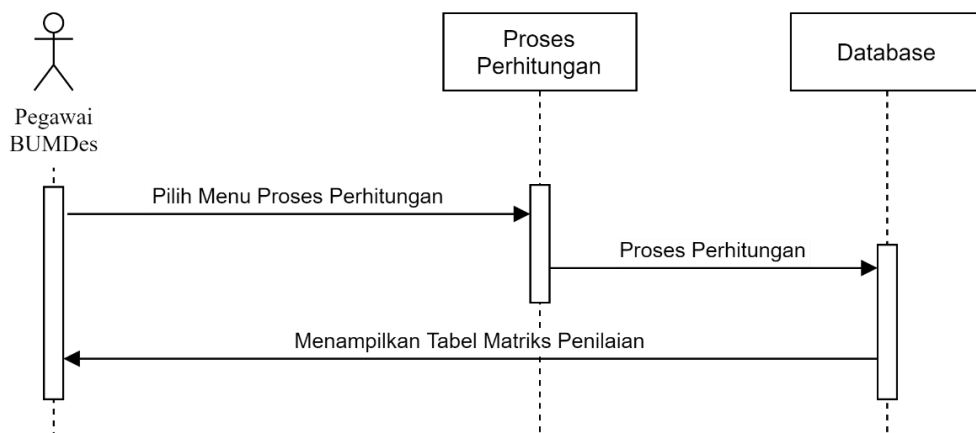 Proses
Perhitungan
Database
Pegawai
BUMDes
Pilih Menu Proses Perhitungan
Proses Perhitungan
Menampilkan Tabel Matriks Penilaian